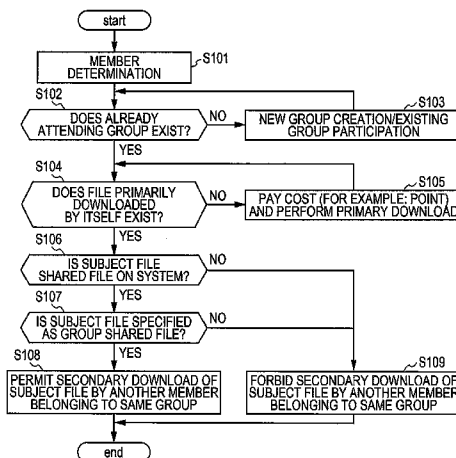 start
S101
MEMBER
DETERMINATION
S102
DOES ALREADY
ATTENDING GROUP EXIST?
NO
S103
NEW GROUP CREATION/EXISTING
GROUP PARTICIPATION
YES
S104
DOES FILE PRIMARILY
DOWNLOADED
BY ITSELF EXIST?
NO
S105
PAY COST (FOR EXAMPLE: POINT)
AND PERFORM PRIMARY DOWNLOAD
YES
S106
IS SUBJECT FILE
SHARED FILE ON SYSTEM?
NO
YES
S107
IS SUBJECT FILE SPECIFIED
AS GROUP SHARED FILE?
NO
YES
S108
PERMIT SECONDARY DOWNLOAD OF
SUBJECT FILE BY ANOTHER MEMBER
BELONGING TO SAME GROUP
S109
FORBID SECONDARY DOWNLOAD OF
SUBJECT FILE BY ANOTHER MEMBER
BELONGING TO SAME GROUP
end